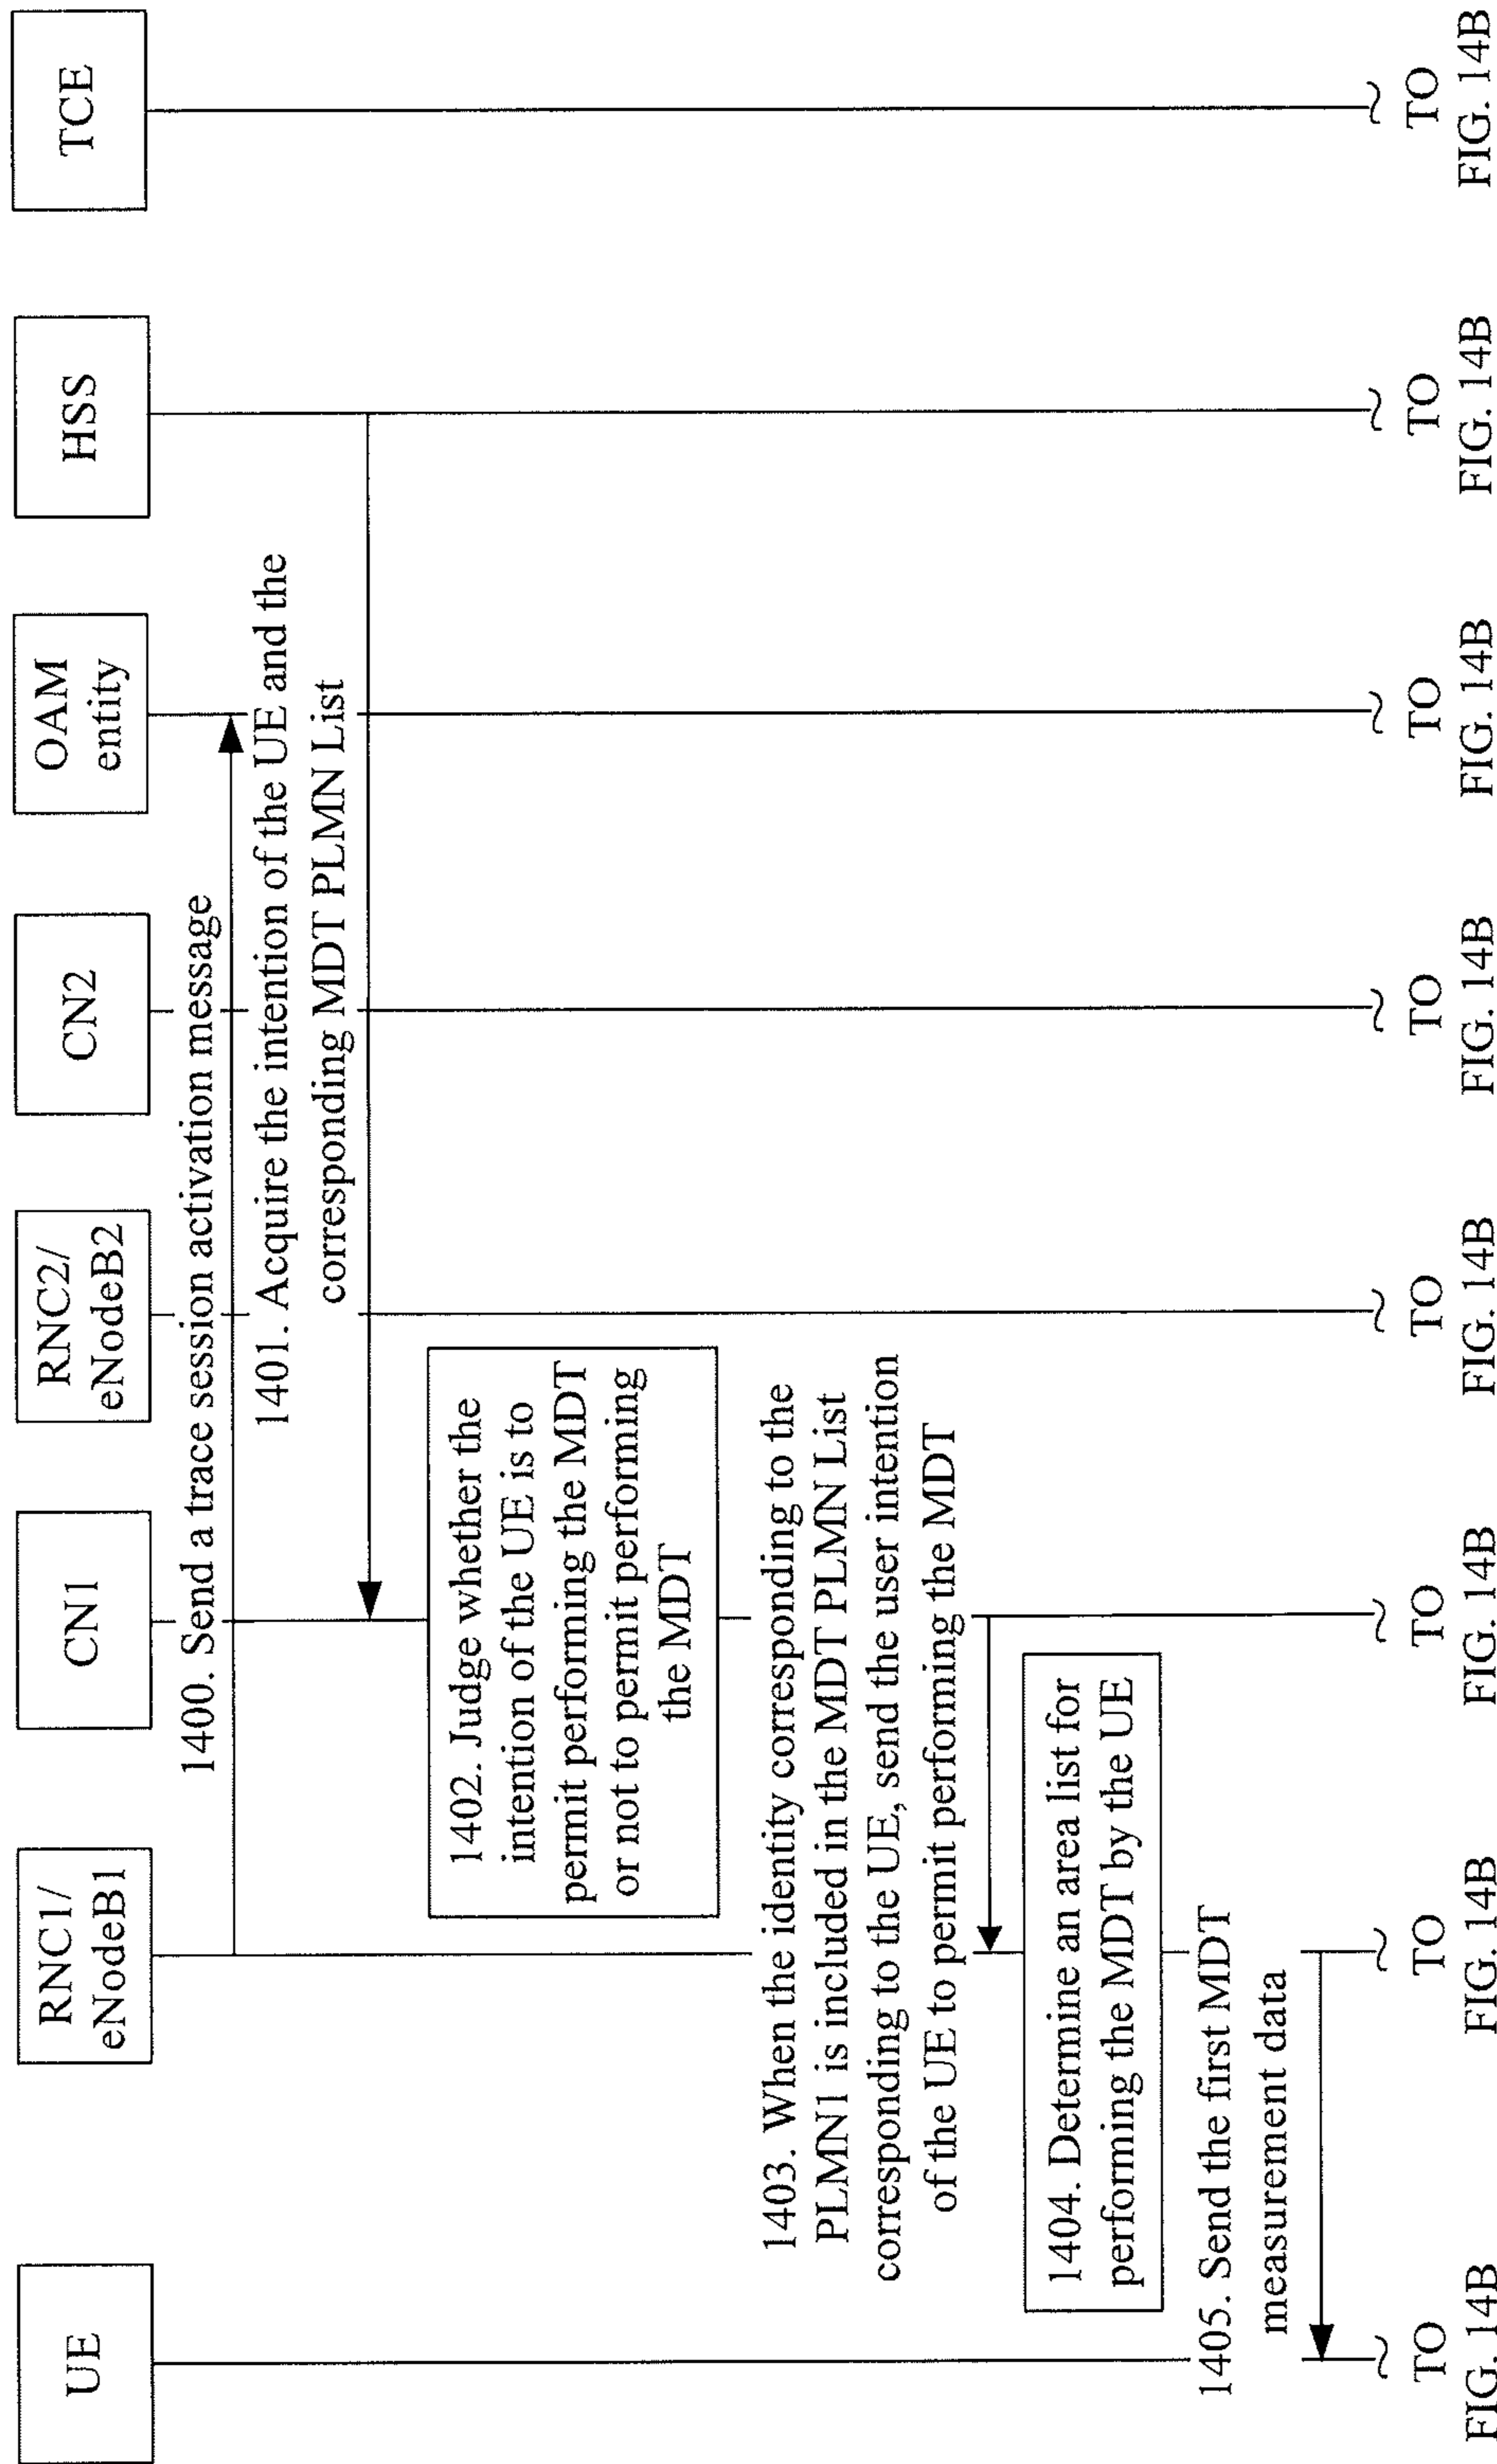 UE
RNC1/
eNodeB1
CN1
RNC2/
eNodeB2
CN2
OAM
entity
HSS
TCE
1400. Send a trace session activation message
1401. Acquire the intention of the UE and the
corresponding MDT PLMN List
1402. Judge whether the
intention of the UE is to
permit performing the MDT
or not to permit performing
the MDT
1403. When the identity corresponding to the
PLMN1 is included in the MDT PLMN List
corresponding to the UE, send the user intention
of the UE to permit performing the MDT
1404. Determine an area list for
performing the MDT by the UE
1405. Send the first MDT
measurement data
TO
FIG. 14B
TO
FIG. 14B
TO
FIG. 14B
TO
FIG. 14B
TO
FIG. 14B
TO
FIG. 14B
TO
FIG. 14B
TO
FIG. 14B